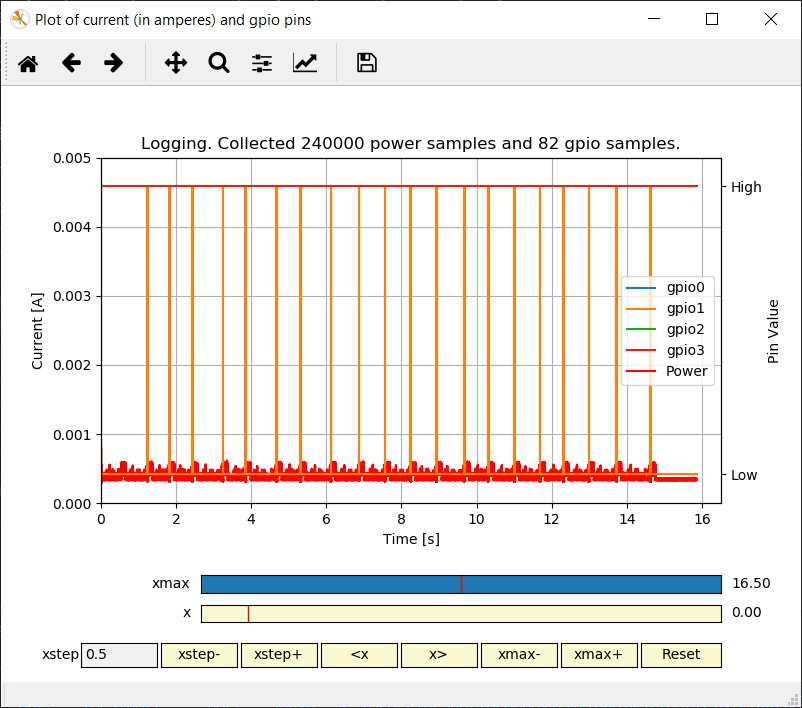 Plot of current (in amperes) and gpio pins
Logging. Collected 240000 power samples and 82 gpio samples.
0.005
0.004
0.003
0.002
0.001
0.000
Current [A]
0 2 4 6 8 10 12 14 16
Time [s]
High
Low
Pin Value
gpio0
gpio1
gpio2
gpio3
Power
xmax 16.50
x 0.00
xstep 0.5 xstep- xstep+ <x x> xmax- xmax+ Reset